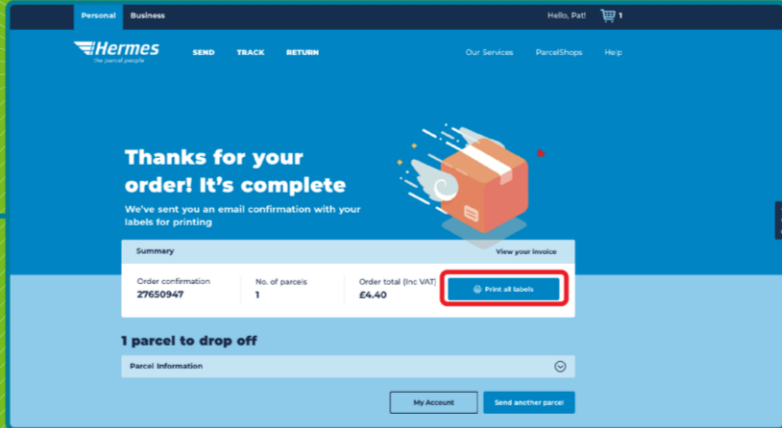 Personal Business Hello, Pat! 1
Hermes SEND TRACK RETURN Our Services ParcelShops Help
the parcel people
Thanks for your
order! It's complete
We've sent you an email confirmation with your
labels for printing
Summary View your invoice
Order confirmation No. of parcels Order total (Inc VAT) Print all labels
27650947 1 £4.40
1 parcel to drop off
Parcel Information
My Account Send another parcel